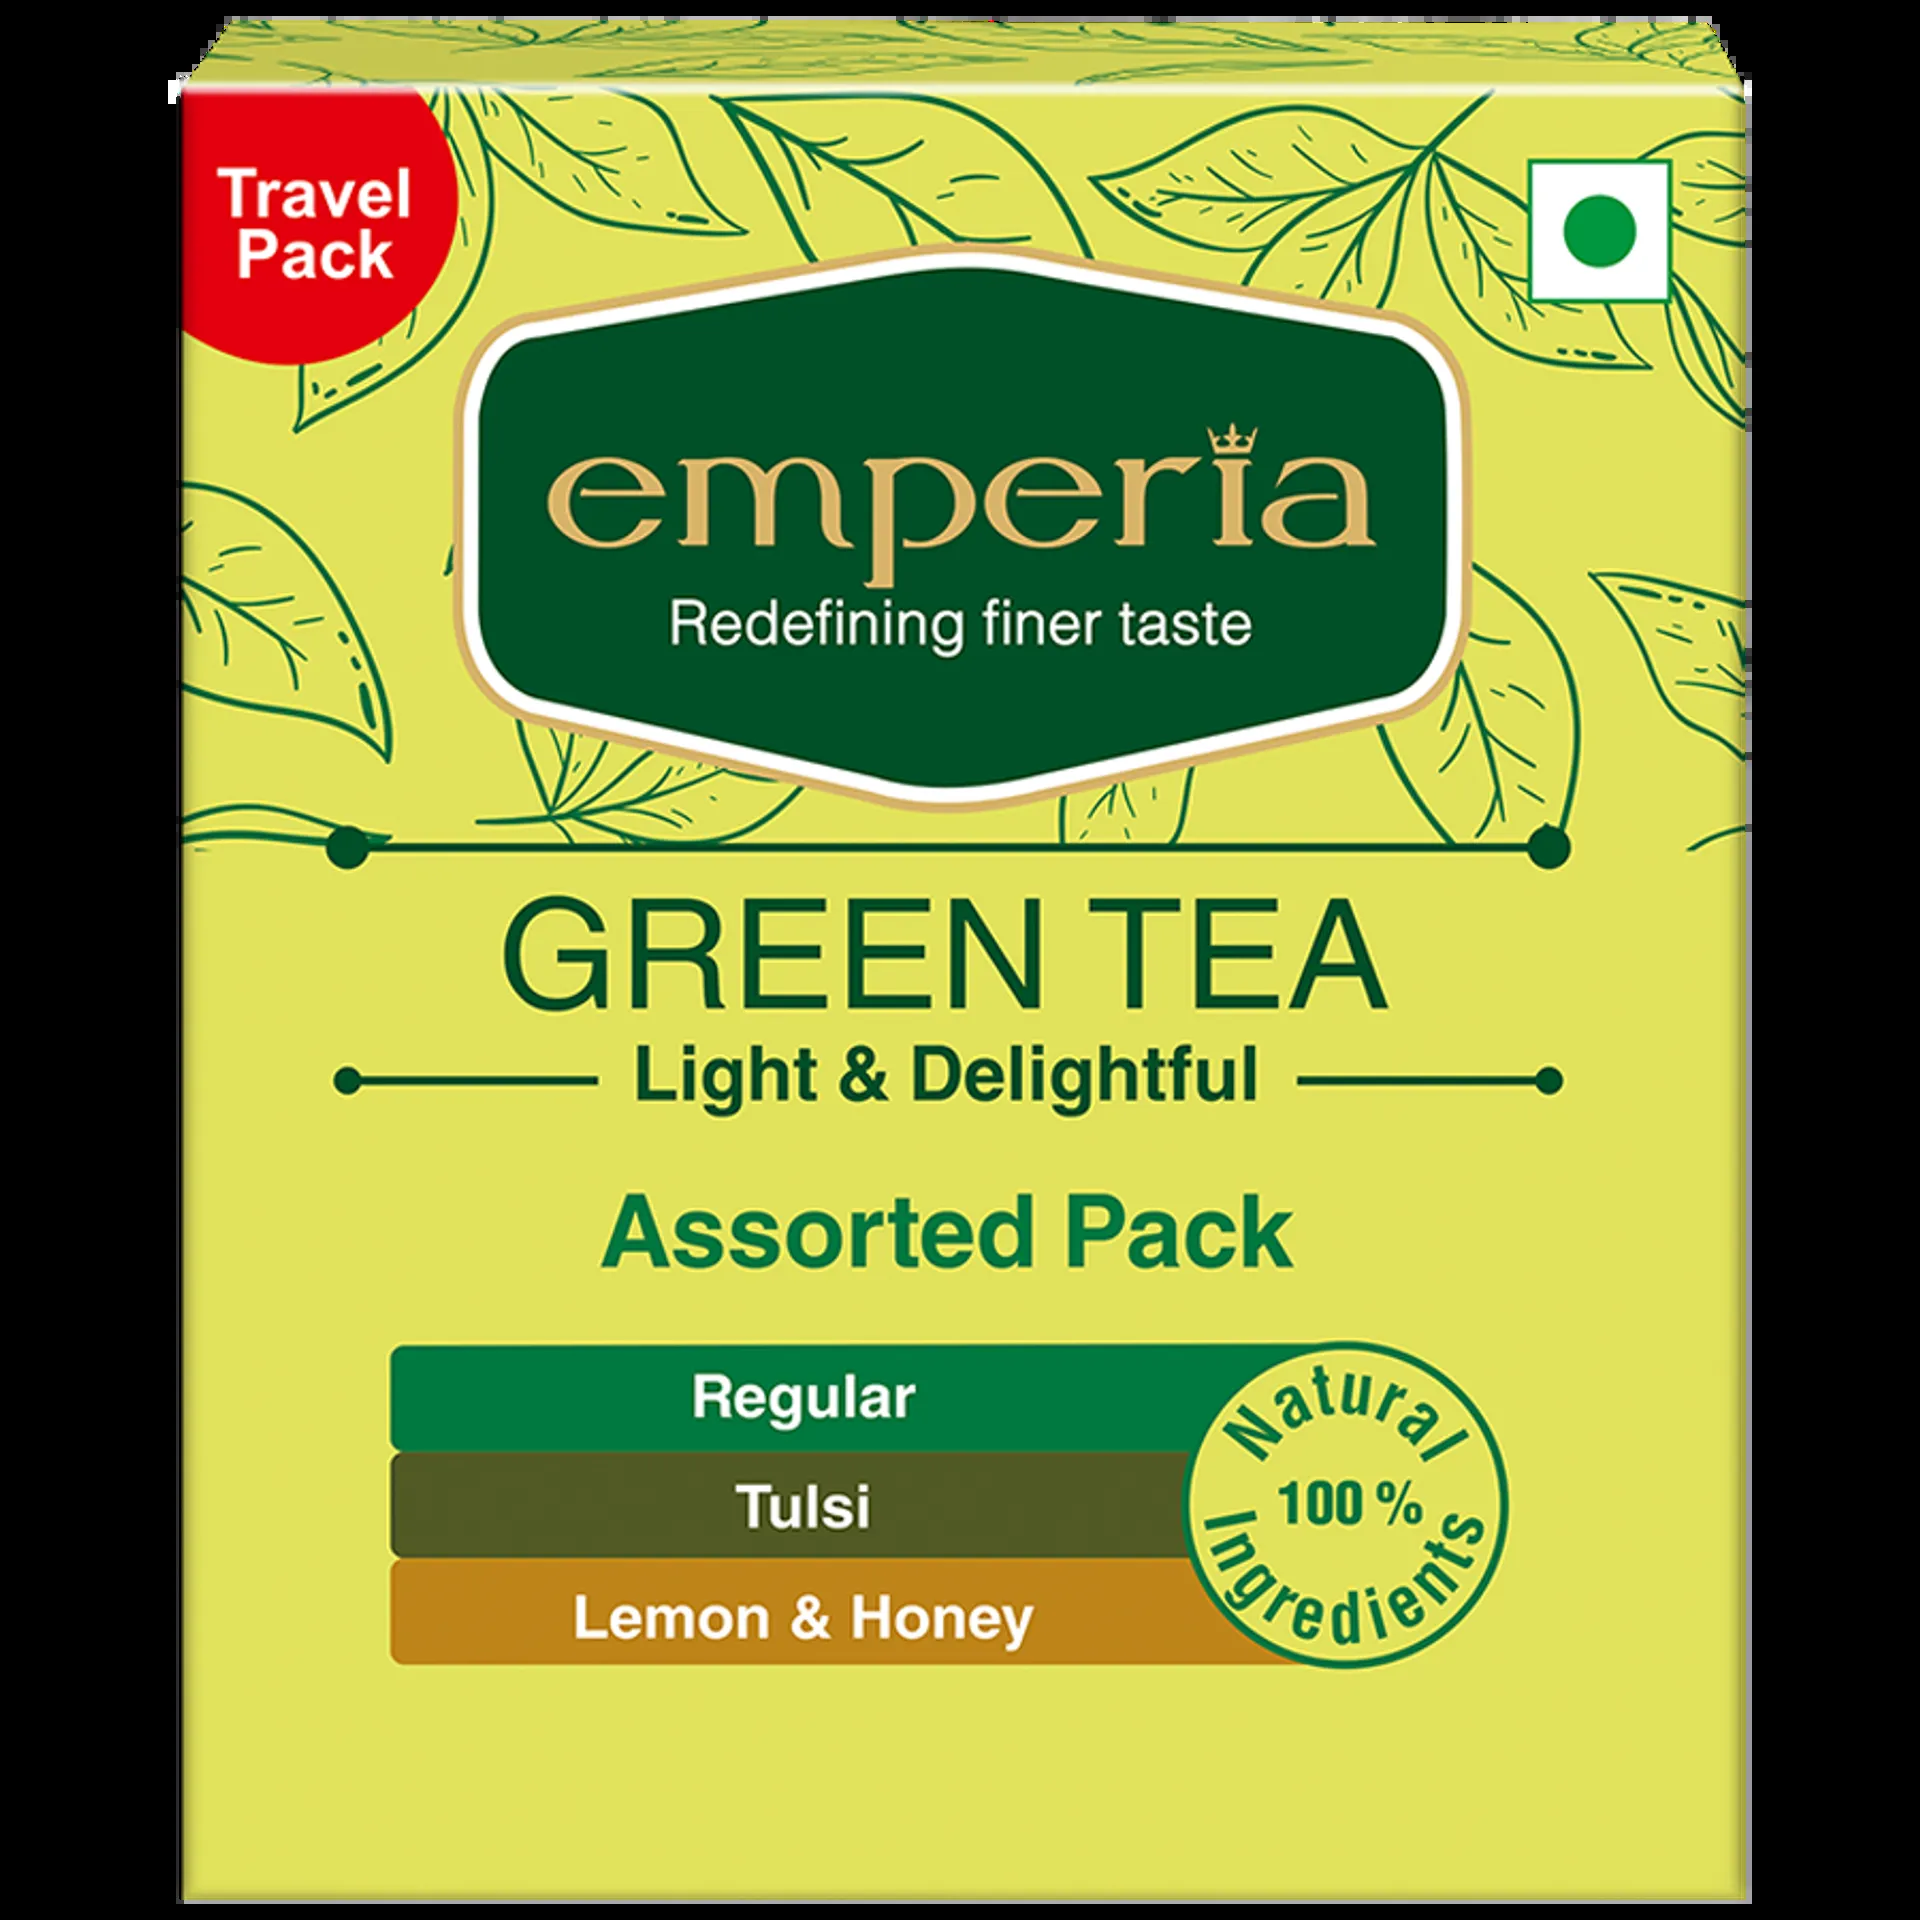 Travel
Pack
emperia
Redefining finer taste
GREEN TEA
Light & Delightful
Assorted Pack
Regular
Tulsi
Lemon & Honey
Natural
100 %
Ingredients